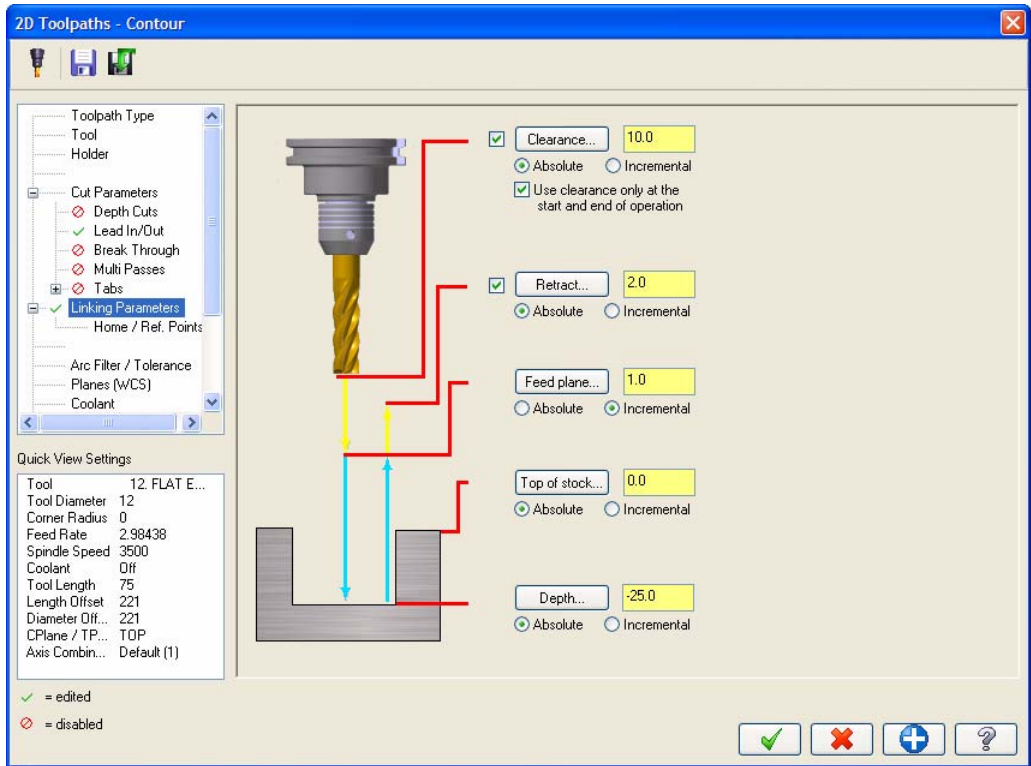 2D Toolpaths - Contour
Toolpath Type
Tool
Holder
Cut Parameters
Depth Cuts
Lead In/Out
Break Through
Multi Passes
Tabs
Linking Parameters
Home / Ref. Points
Arc Filter / Tolerance
Planes (WCS)
Coolant
Quick View Settings
Tool 12. FLAT E...
Tool Diameter 12
Corner Radius 0
Feed Rate 2.98438
Spindle Speed 3500
Coolant Off
Tool Length 75
Length Offset 221
Diameter Off... 221
CPlane / TP... TOP
Axis Combin... Default (1)
= edited
= disabled
Clearance... 10.0
Absolute Incremental
Use clearance only at the
start and end of operation
Retract... 2.0
Absolute Incremental
Feed plane... 1.0
Absolute Incremental
Top of stock... 0.0
Absolute Incremental
Depth... -25.0
Absolute Incremental